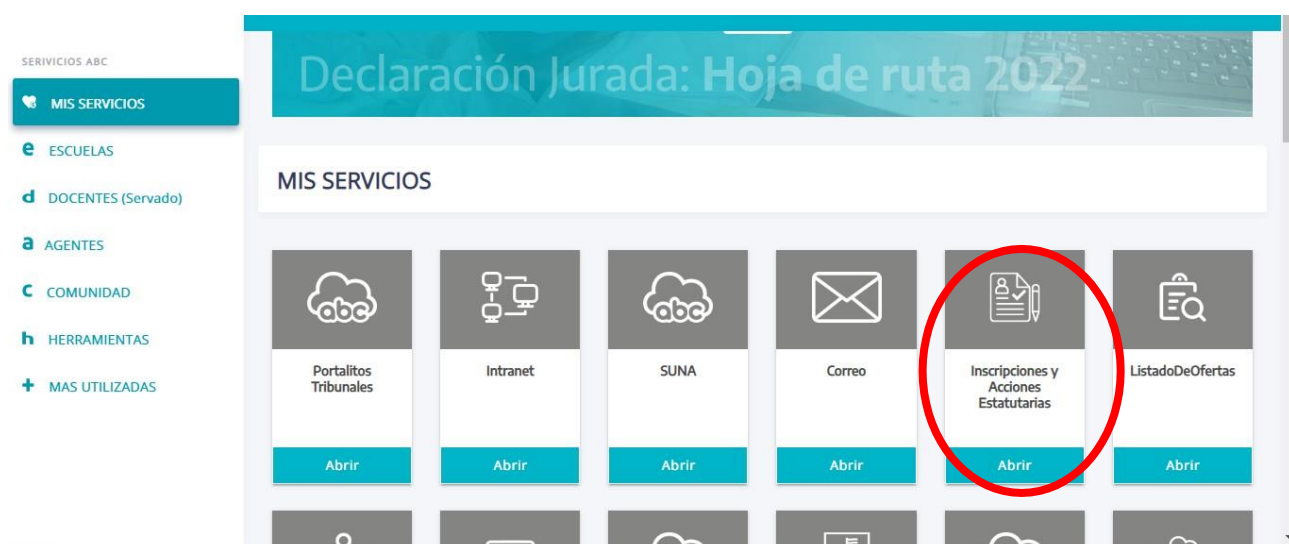 SERIVICIOS ABC
MIS SERVICIOS
e ESCUELAS
d DOCENTES (Servado)
a AGENTES
c COMUNIDAD
h HERRAMIENTAS
+ MAS UTILIZADAS
Declaración Jurada: Hoja de ruta 2022
MIS SERVICIOS
abc
Portalitos
Tribunales
Abrir
Intranet
Abrir
abc
SUNA
Abrir
Correo
Abrir
Inscripciones y
Acciones
Estatutarias
Abrir
ListadoDeOfertas
Abrir